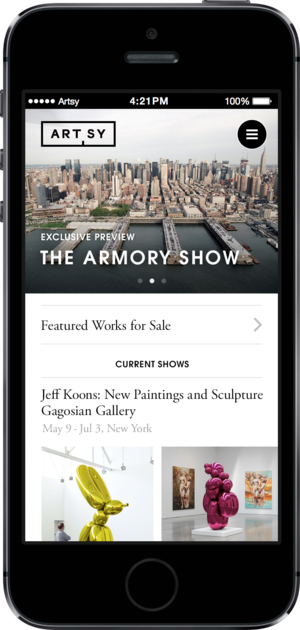 Artsy 4:21PM 100%
ART SY
EXCLUSIVE PREVIEW
THE ARMORY SHOW
Featured Works for Sale
CURRENT SHOWS
Jeff Koons: New Paintings and Sculpture
Gagosian Gallery
May 9 - Jul 3, New York